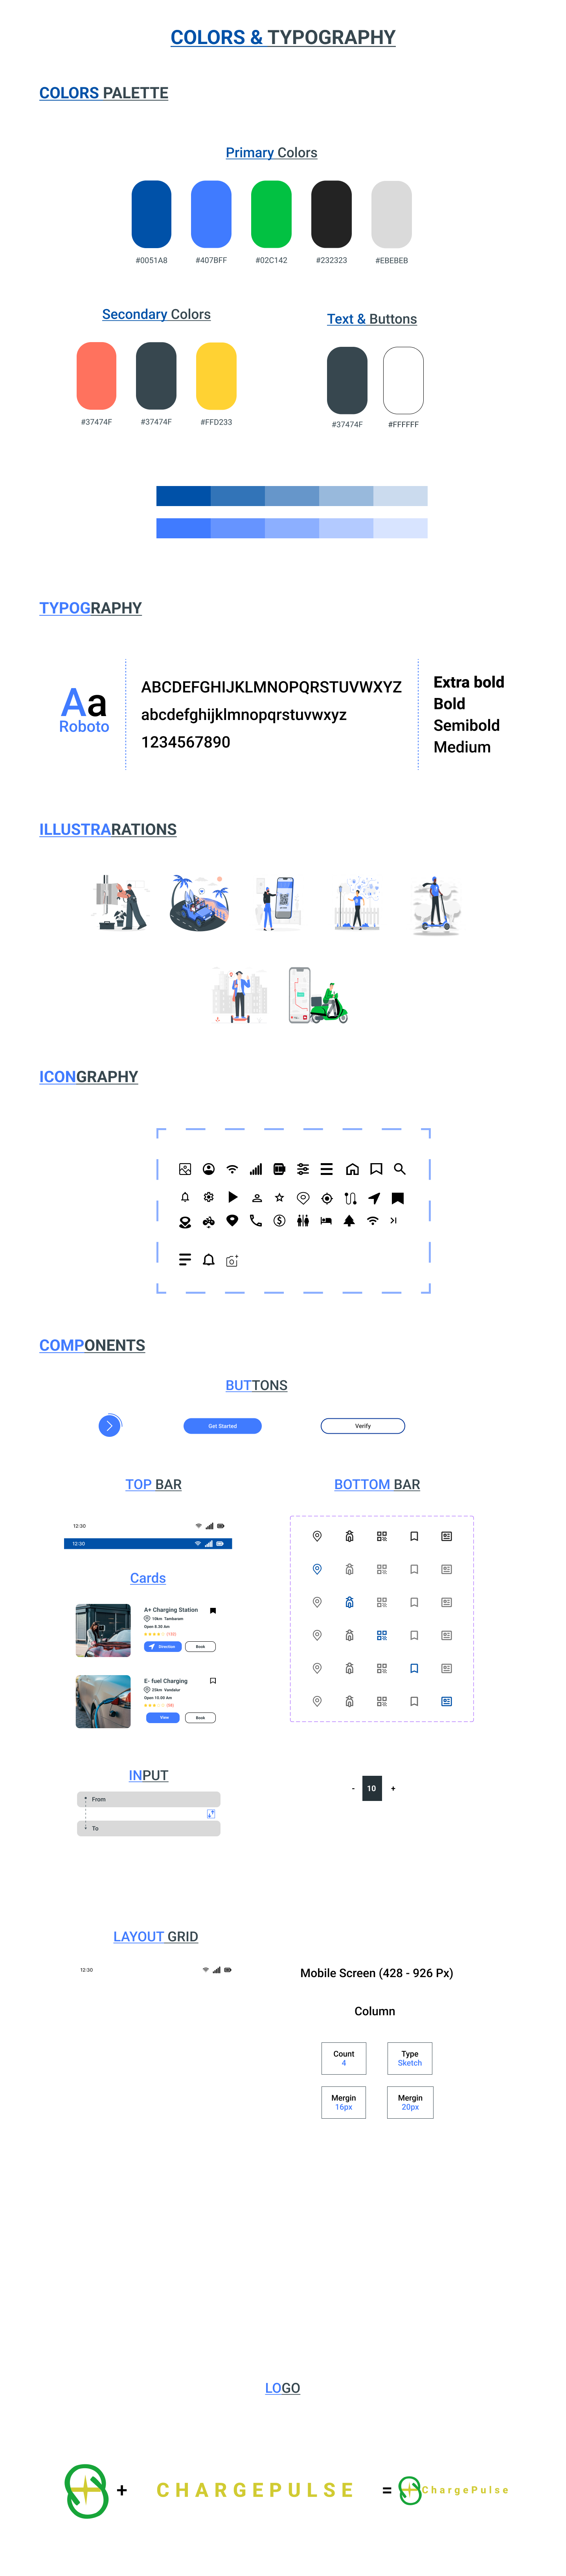 COLORS & TYPOGRAPHY
COLORS PALETTE
Primary Colors
#0051A8 #407BFF #02C142 #232323 #EBEBEB
Secondary Colors
#37474F #37474F #FFD233
Text & Buttons
#37474F #FFFFFF
TYPOGRAPHY
Aa
Roboto
ABCDEFGHIJKLMNOPQRSTUVWXYZ
abcdefghijklmnopqrstuvwxyz
1234567890
Extra bold
Bold
Semibold
Medium
ILLUSTRARATIONS
ICONGRAPHY
COMPONENTS
BUTTONS
Get Started
Verify
TOP BAR
12:30
12:30
BOTTOM BAR
Cards
A+ Charging Station
10km Tambaram
Open 6.30 Am
Direction Book
E- fuel Charging
25km Vandalur
Open 10.00 Am
View Book
INPUT
From
To
- 10 +
LAYOUT GRID
12:30
Mobile Screen (428 - 926 Px)
Column
Count
4
Type
Sketch
Mergin
16px
Mergin
20px
LOGO
+ CHARGEPULSE = ChargePulse